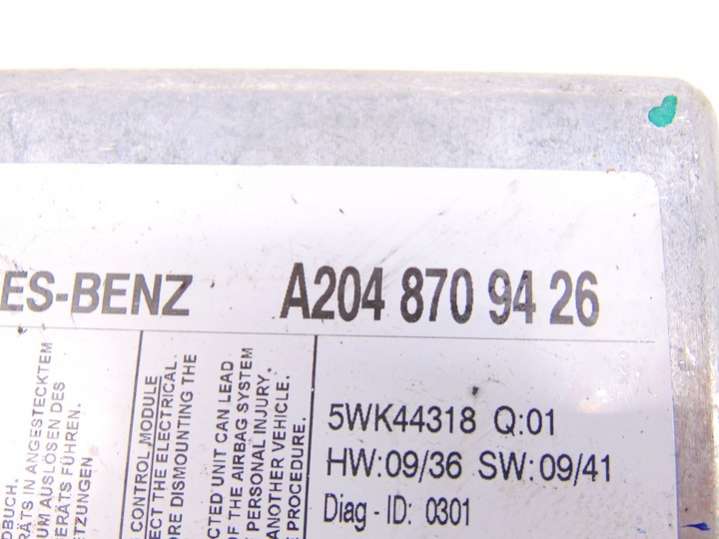 ES-BENZ A204 870 94 26
5WK44318 Q:01
HW:09/36 SW:09/41
Diag - ID: 0301
DBUCH.
RÄTS IN ANGESTECKTEM
UM AUSLÖSEN DES
GERÄTS FÜHREN.
ETZUNGEN
CONTROL MODULE
ECT THE ELECTRICAL
ORE DISMOUNTING THE
CTED UNIT CAN LEAD
OF THE AIRBAG SYSTEM
PERSONAL INJURY.
ANOTHER VEHICLE.
PROCEDURE.